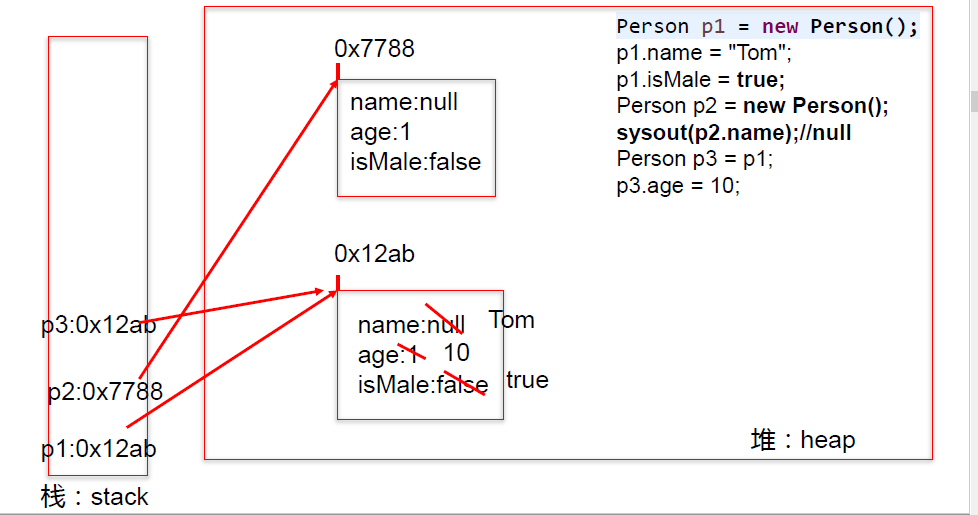 Person p1 = new Person();
p1.name = "Tom";
p1.isMale = true;
Person p2 = new Person();
sysout(p2.name);//null
Person p3 = p1;
p3.age = 10;
0x7788
name:null
age:1
isMale:false
0x12ab
name:null Tom
age:1 10
isMale:false true
p3:0x12ab
p2:0x7788
p1:0x12ab
堆：heap
栈：stack